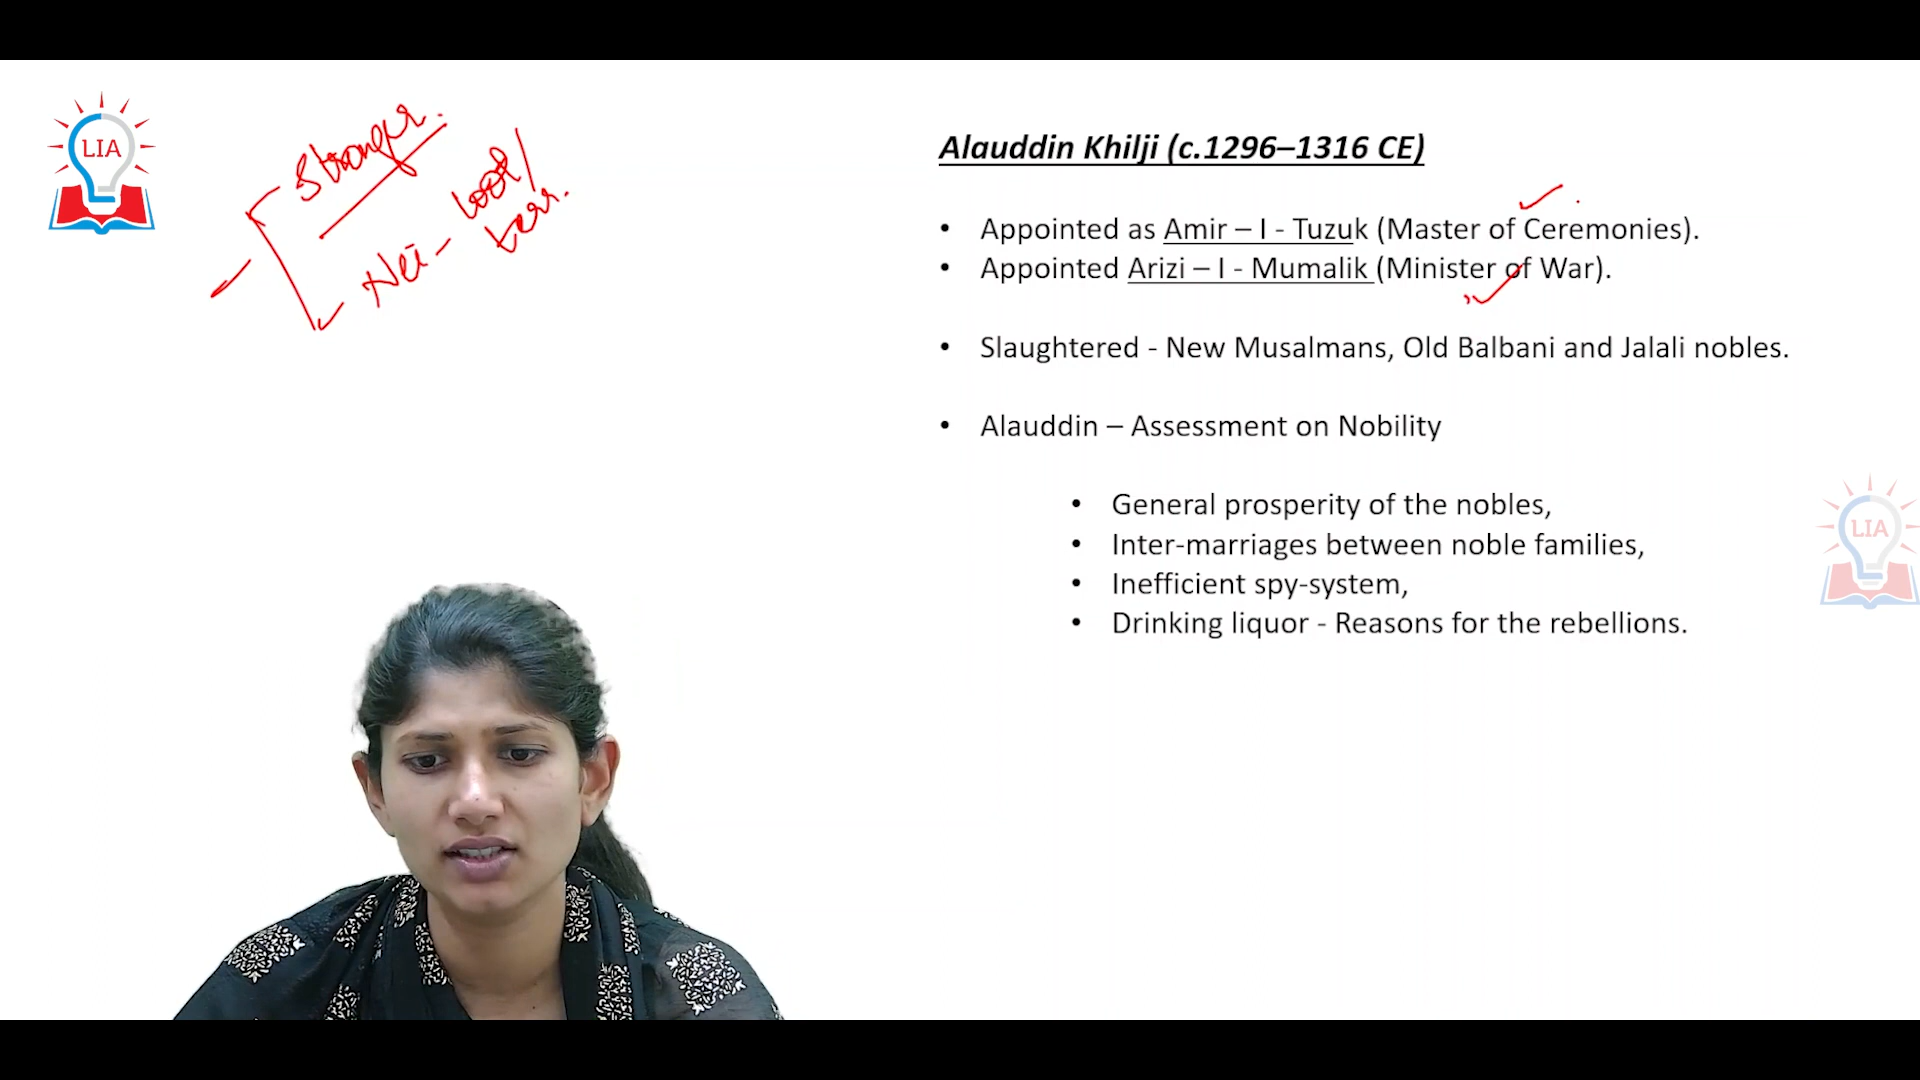 LIA
Stronger.
Nei - loot/
terr.
Alauddin Khilji (c.1296–1316 CE)
• Appointed as Amir – I - Tuzuk (Master of Ceremonies).
• Appointed Arizi – I - Mumalik (Minister of War).
• Slaughtered - New Musalmans, Old Balbani and Jalali nobles.
• Alauddin – Assessment on Nobility
• General prosperity of the nobles,
• Inter-marriages between noble families,
• Inefficient spy-system,
• Drinking liquor - Reasons for the rebellions.
LIA